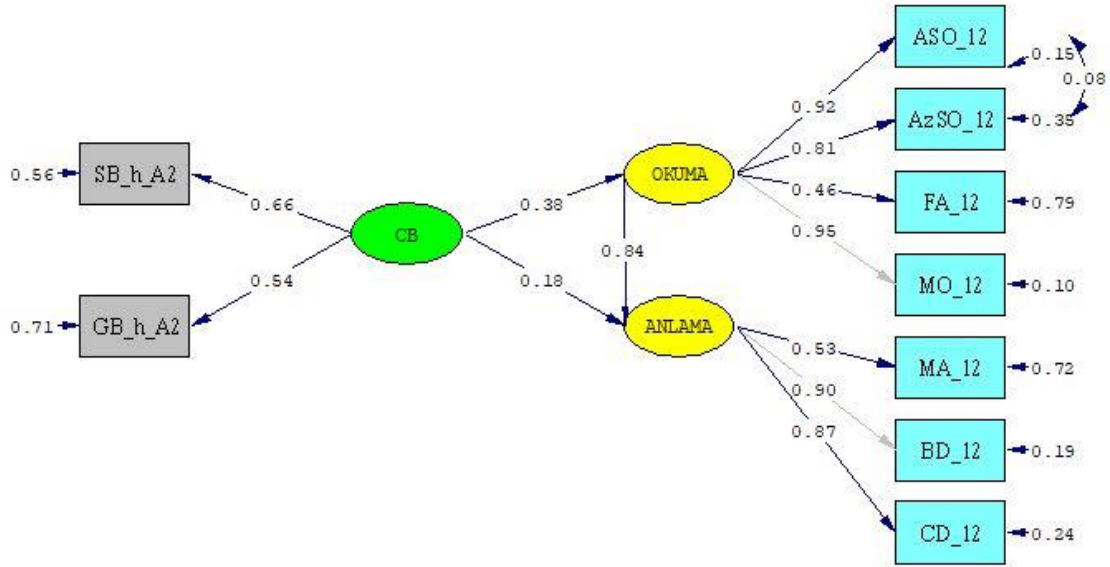 ASO_12
0.15
0.08
0.92
AzSO_12
0.35
SB_h_A2
0.56
0.81
OKUMA
0.66
0.38
0.46
FA_12
0.79
CB
0.95
0.84
0.54
0.18
MO_12
0.10
GB_h_A2
0.71
ANLAMA
0.53
MA_12
0.72
0.90
0.87
BD_12
0.19
CD_12
0.24